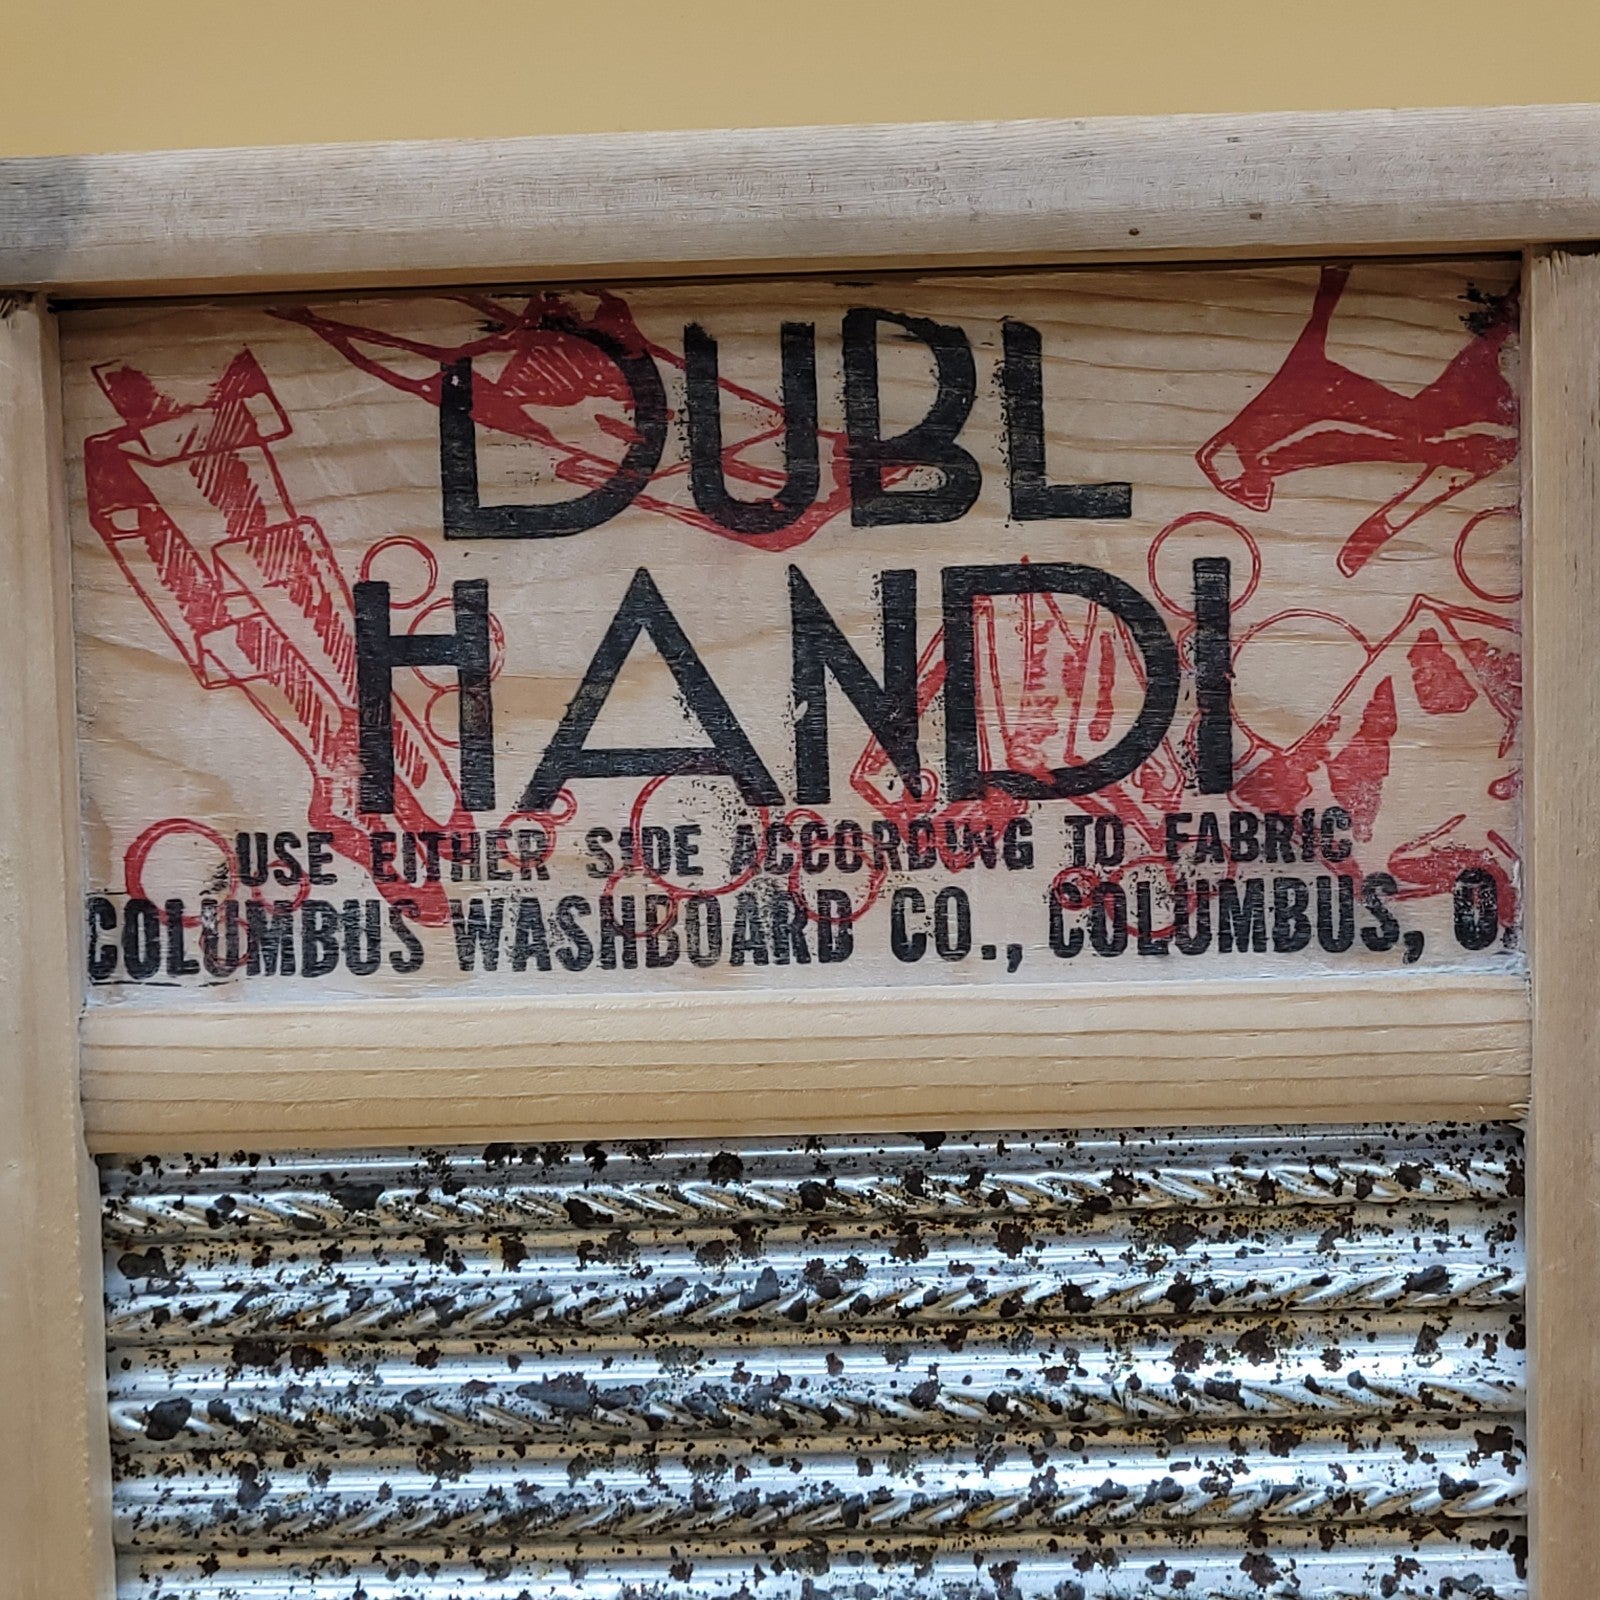 DUBL
HANDI
USE EITHER SIDE ACCORDING TO FABRIC
COLUMBUS WASHBOARD CO., COLUMBUS, O.